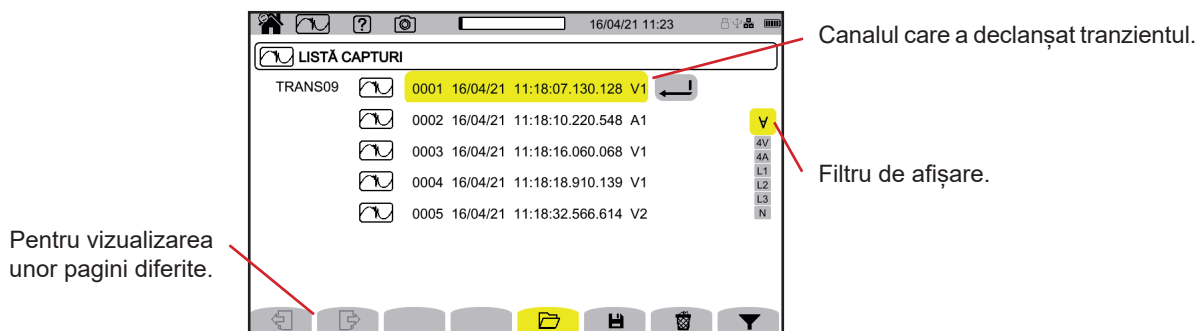 ? 16/04/21 11:23
LISTĂ CAPTURI
Canalul care a declanșat tranzientul.
TRANS09 0001 16/04/21 11:18:07.130.128 V1
0002 16/04/21 11:18:10.220.548 A1
0003 16/04/21 11:18:16.060.068 V1
0004 16/04/21 11:18:18.910.139 V1
0005 16/04/21 11:18:32.566.614 V2
∀
4V
4A
L1
L2
L3
N
Filtru de afișare.
Pentru vizualizarea
unor pagini diferite.